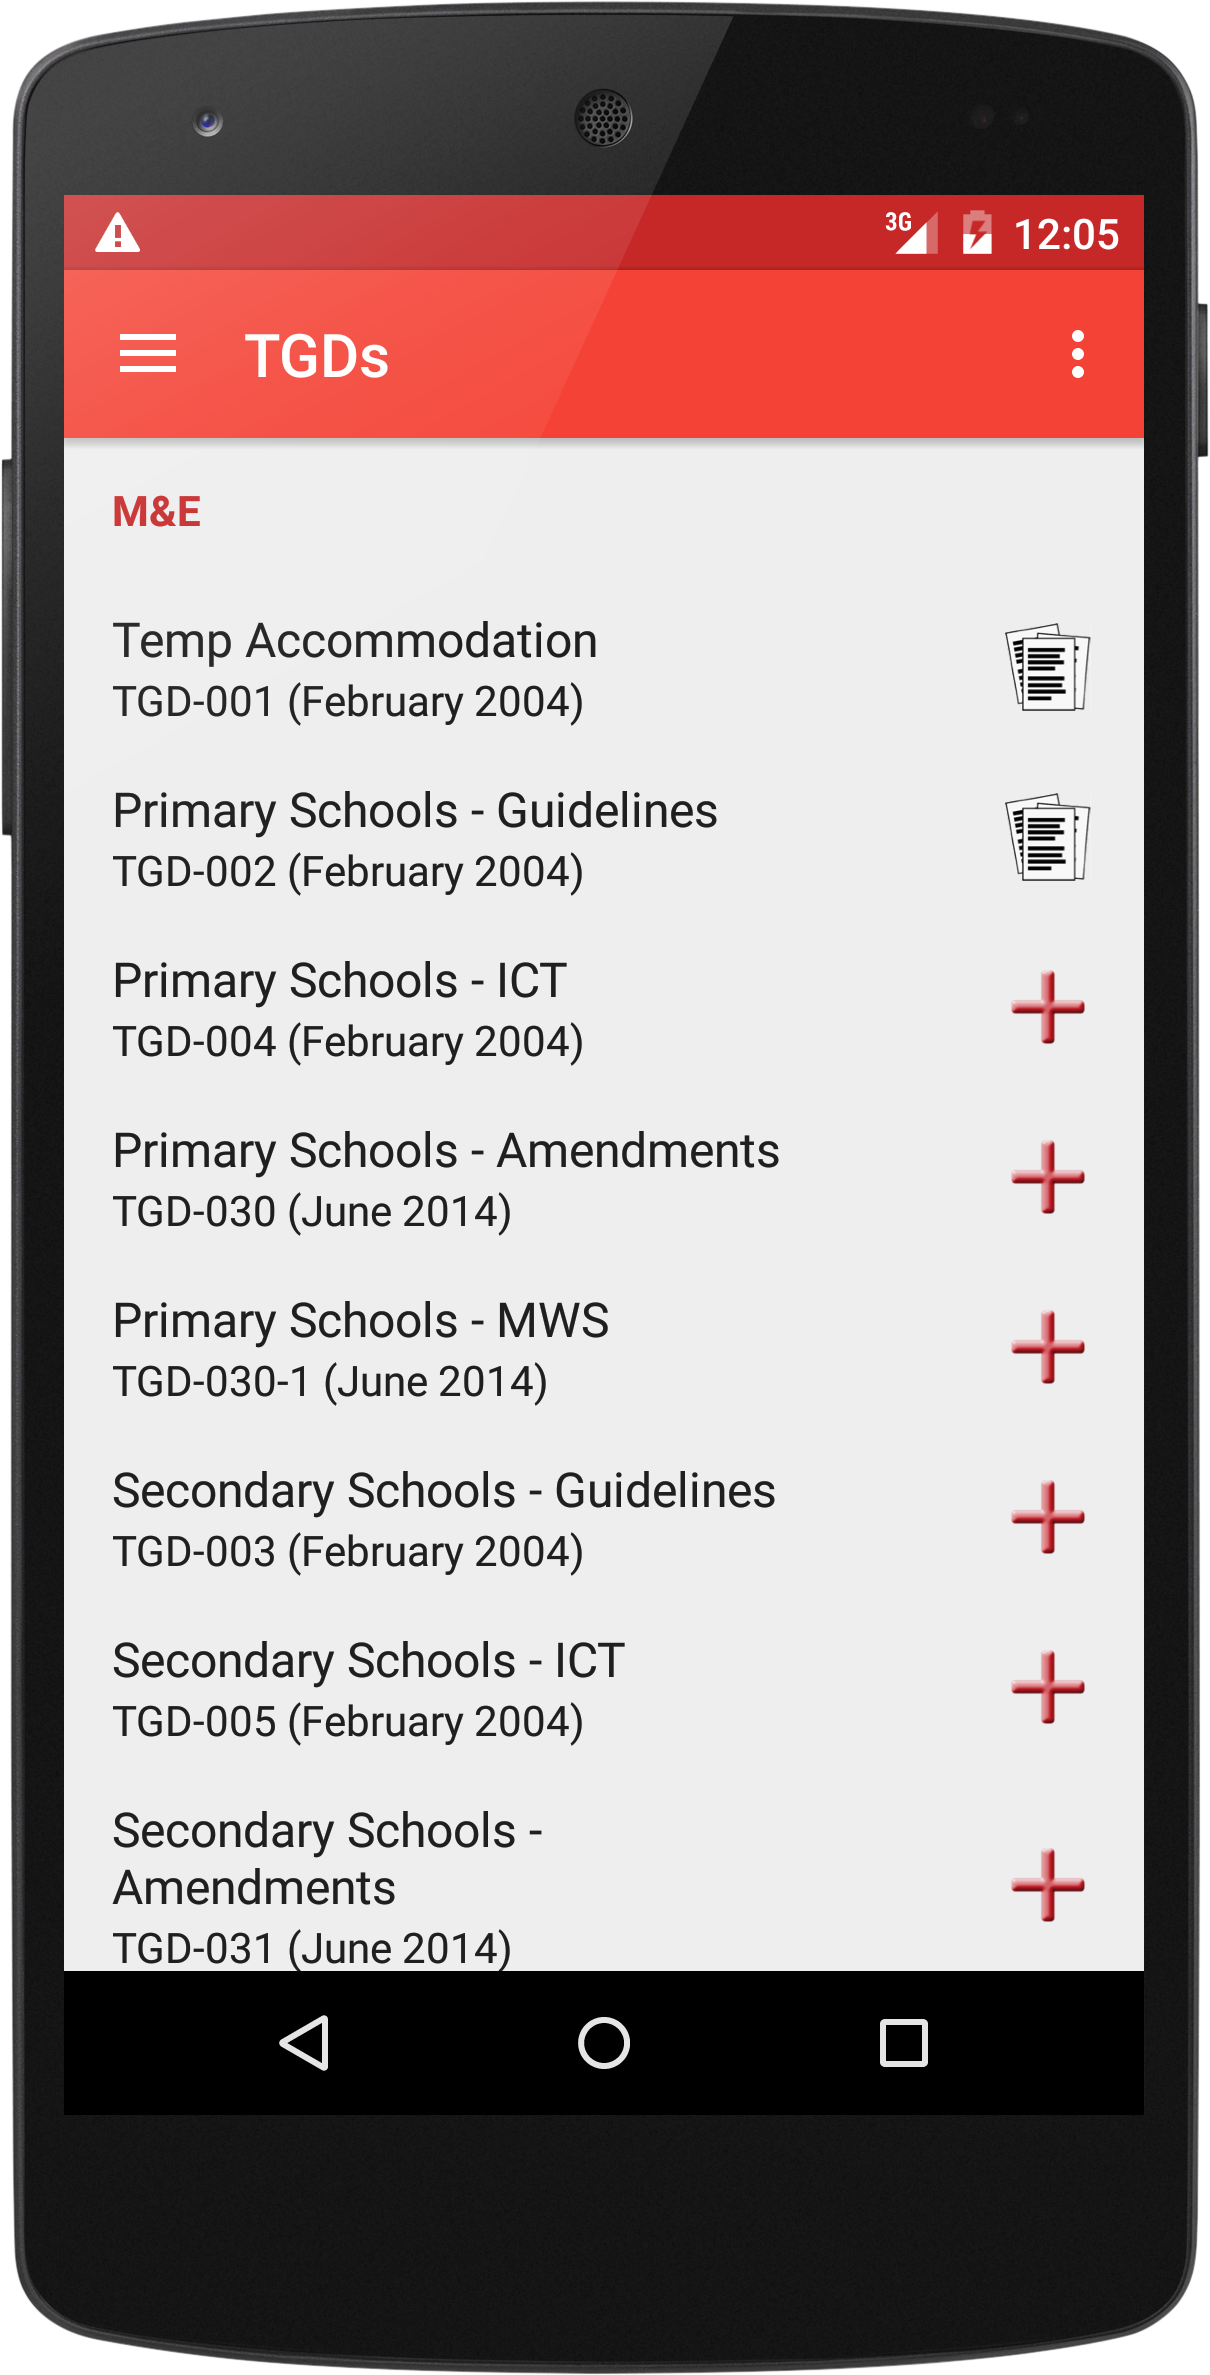 3G 12:05
TGDs
M&E
Temp Accommodation
TGD-001 (February 2004)
Primary Schools - Guidelines
TGD-002 (February 2004)
Primary Schools - ICT
TGD-004 (February 2004)
Primary Schools - Amendments
TGD-030 (June 2014)
Primary Schools - MWS
TGD-030-1 (June 2014)
Secondary Schools - Guidelines
TGD-003 (February 2004)
Secondary Schools - ICT
TGD-005 (February 2004)
Secondary Schools -
Amendments
TGD-031 (June 2014)